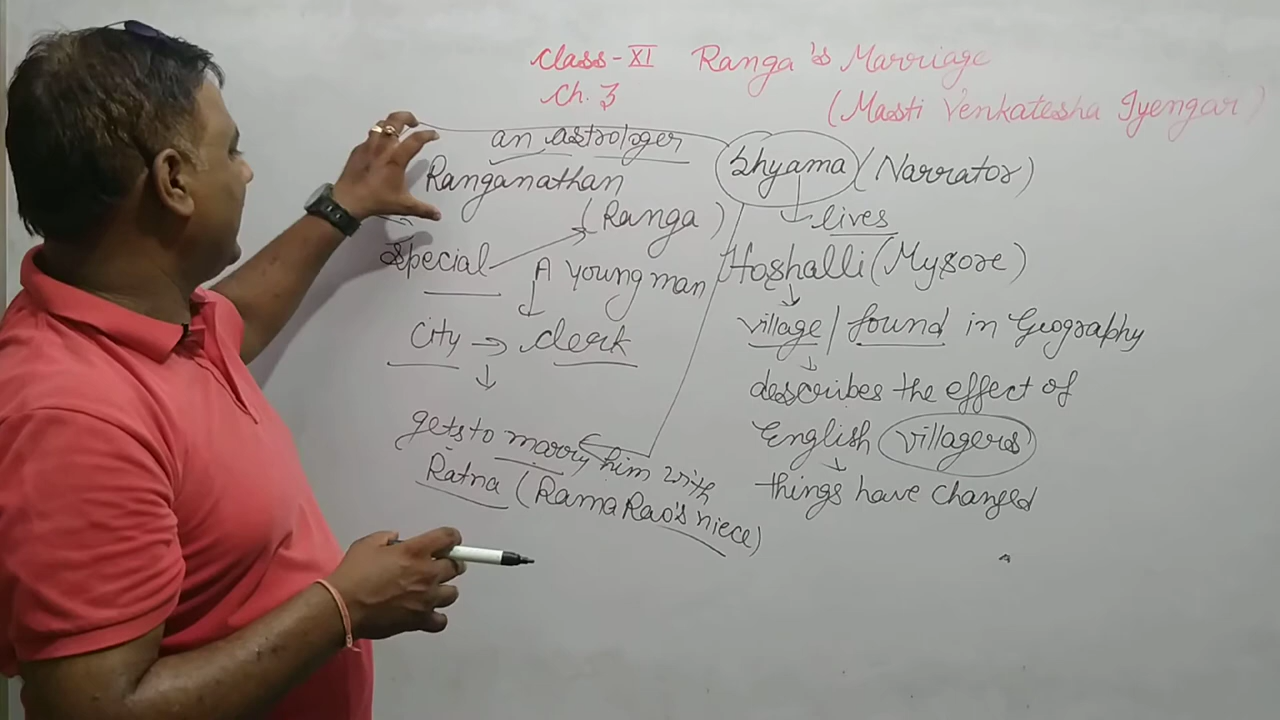 Class-XI Ranga's Marriage
Ch. 3 (Masti Venkatesha Iyengar)
an astrologer
Ranganathan
(Ranga)
special
A young man
City → clerk
gets to marry him with
Ratna (Rama Rao's niece)
Shyama (Narrator)
lives
Hoshalli (Mysore)
village / found in Geography
describes the effect of
English villagers
things have changed